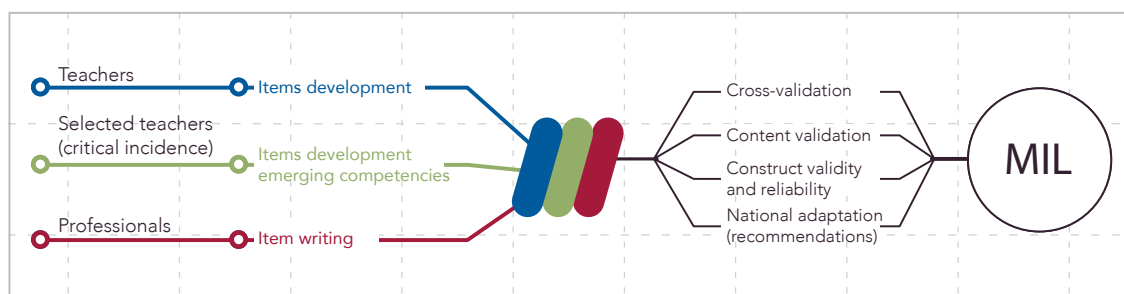 Teachers
Items development
Selected teachers
(critical incidence)
Items development
emerging competencies
Professionals
Item writing
Cross-validation
Content validation
Construct validity
and reliability
National adaptation
(recommendations)
MIL